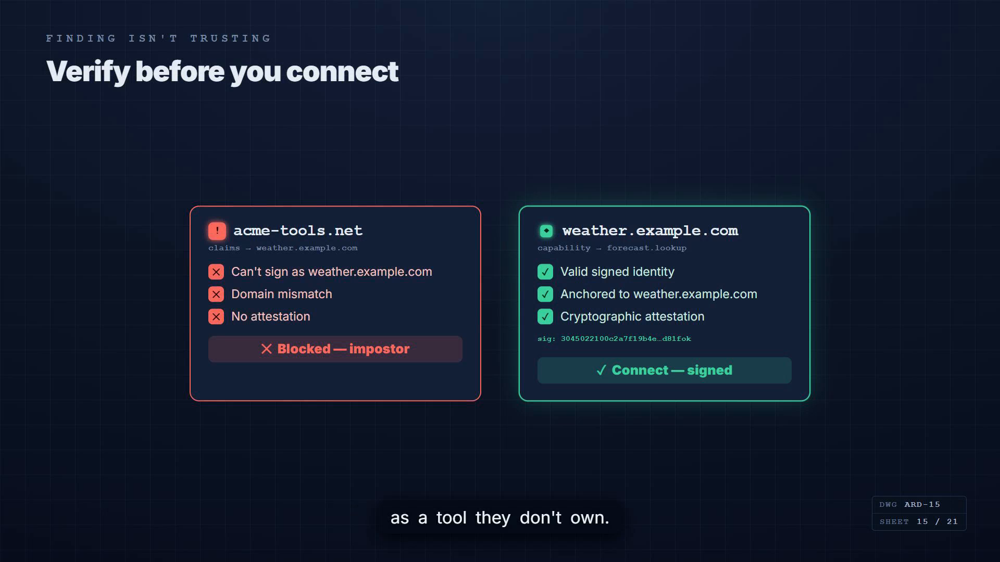 FINDING ISN'T TRUSTING
Verify before you connect
! acme-tools.net
claims → weather.example.com
✕ Can't sign as weather.example.com
✕ Domain mismatch
✕ No attestation
✕ Blocked — impostor
◆ weather.example.com
capability → forecast.lookup
✓ Valid signed identity
✓ Anchored to weather.example.com
✓ Cryptographic attestation
sig: 3045022100c2a7f19b4e…d81fok
✓ Connect — signed
as a tool they don't own.
DWG ARD-15
SHEET 15 / 21